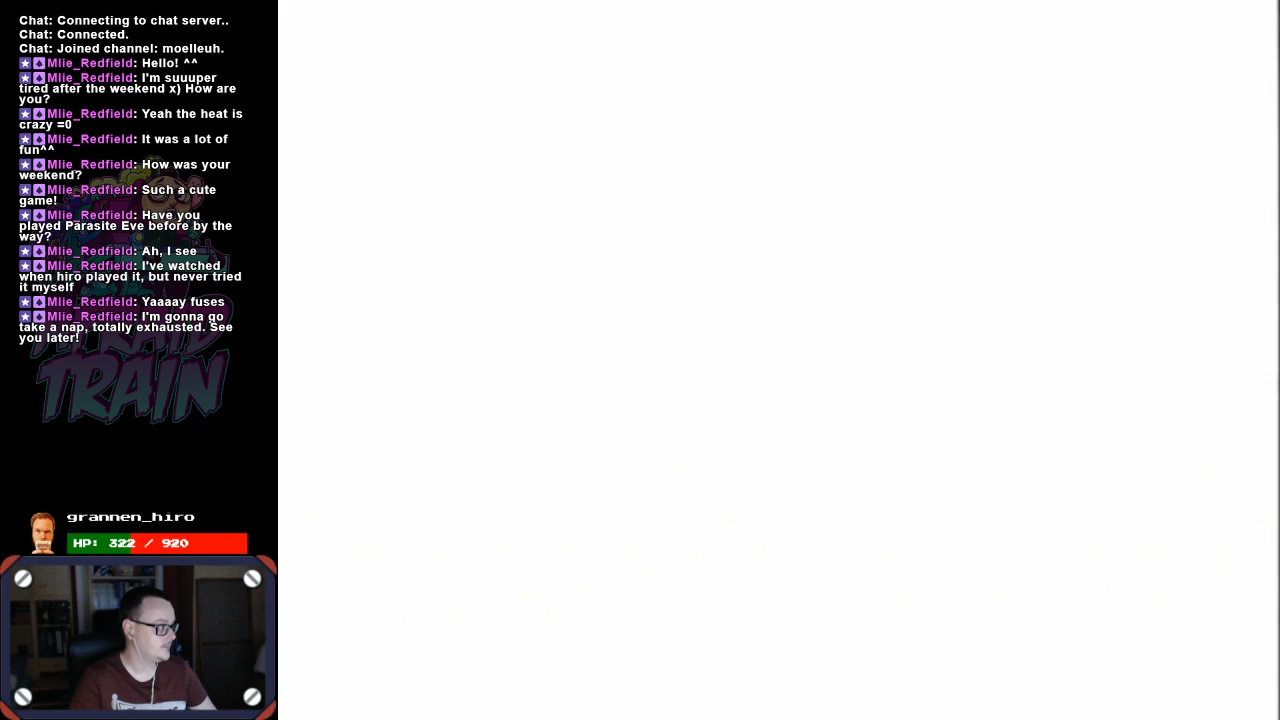 Chat: Connecting to chat server..
Chat: Connected.
Chat: Joined channel: moelleuh.
Mlie_Redfield: Hello! ^^
Mlie_Redfield: I'm suuuper
tired after the weekend x) How are
you?
Mlie_Redfield: Yeah the heat is
crazy =0
Mlie_Redfield: It was a lot of
fun^^
Mlie_Redfield: How was your
weekend?
Mlie_Redfield: Such a cute
game!
Mlie_Redfield: Have you
played Parasite Eve before by the
way?
Mlie_Redfield: Ah, I see
Mlie_Redfield: I've watched
when hiro played it, but never tried
it myself
Mlie_Redfield: Yaaaay fuses
Mlie_Redfield: I'm gonna go
take a nap, totally exhausted. See
you later!
AFRAID
TRAIN
grannen_hiro
HP: 322 / 920